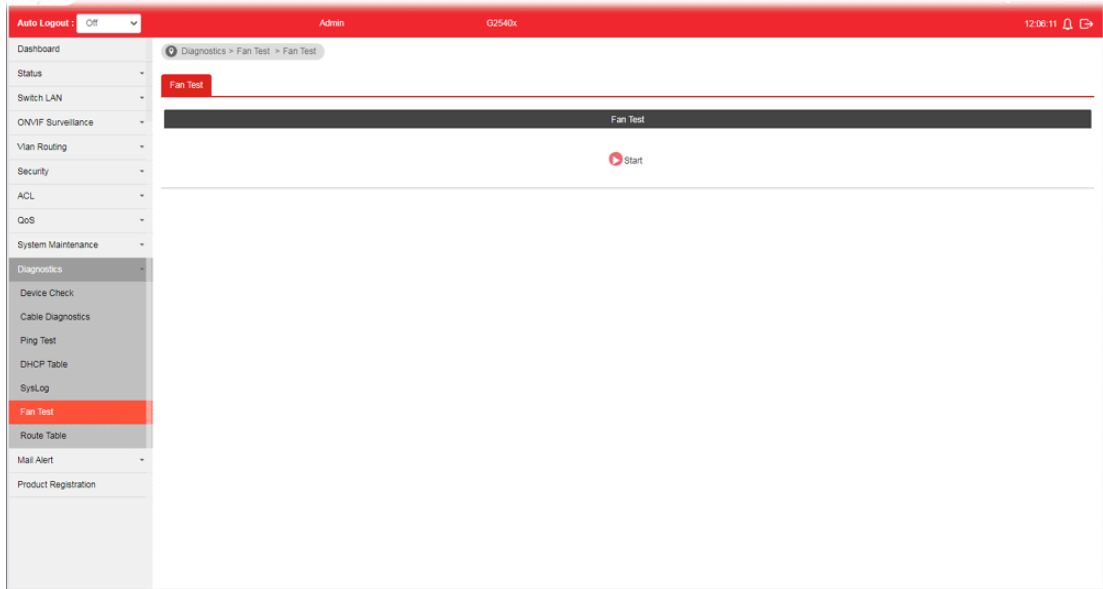 Auto Logout : Off Admin G2540x 12:06:11
Dashboard
Status
Switch LAN
ONVIF Surveillance
Vlan Routing
Security
ACL
QoS
System Maintenance
Diagnostics
Device Check
Cable Diagnostics
Ping Test
DHCP Table
SysLog
Fan Test
Route Table
Mail Alert
Product Registration
Diagnostics > Fan Test > Fan Test
Fan Test
Fan Test
Start